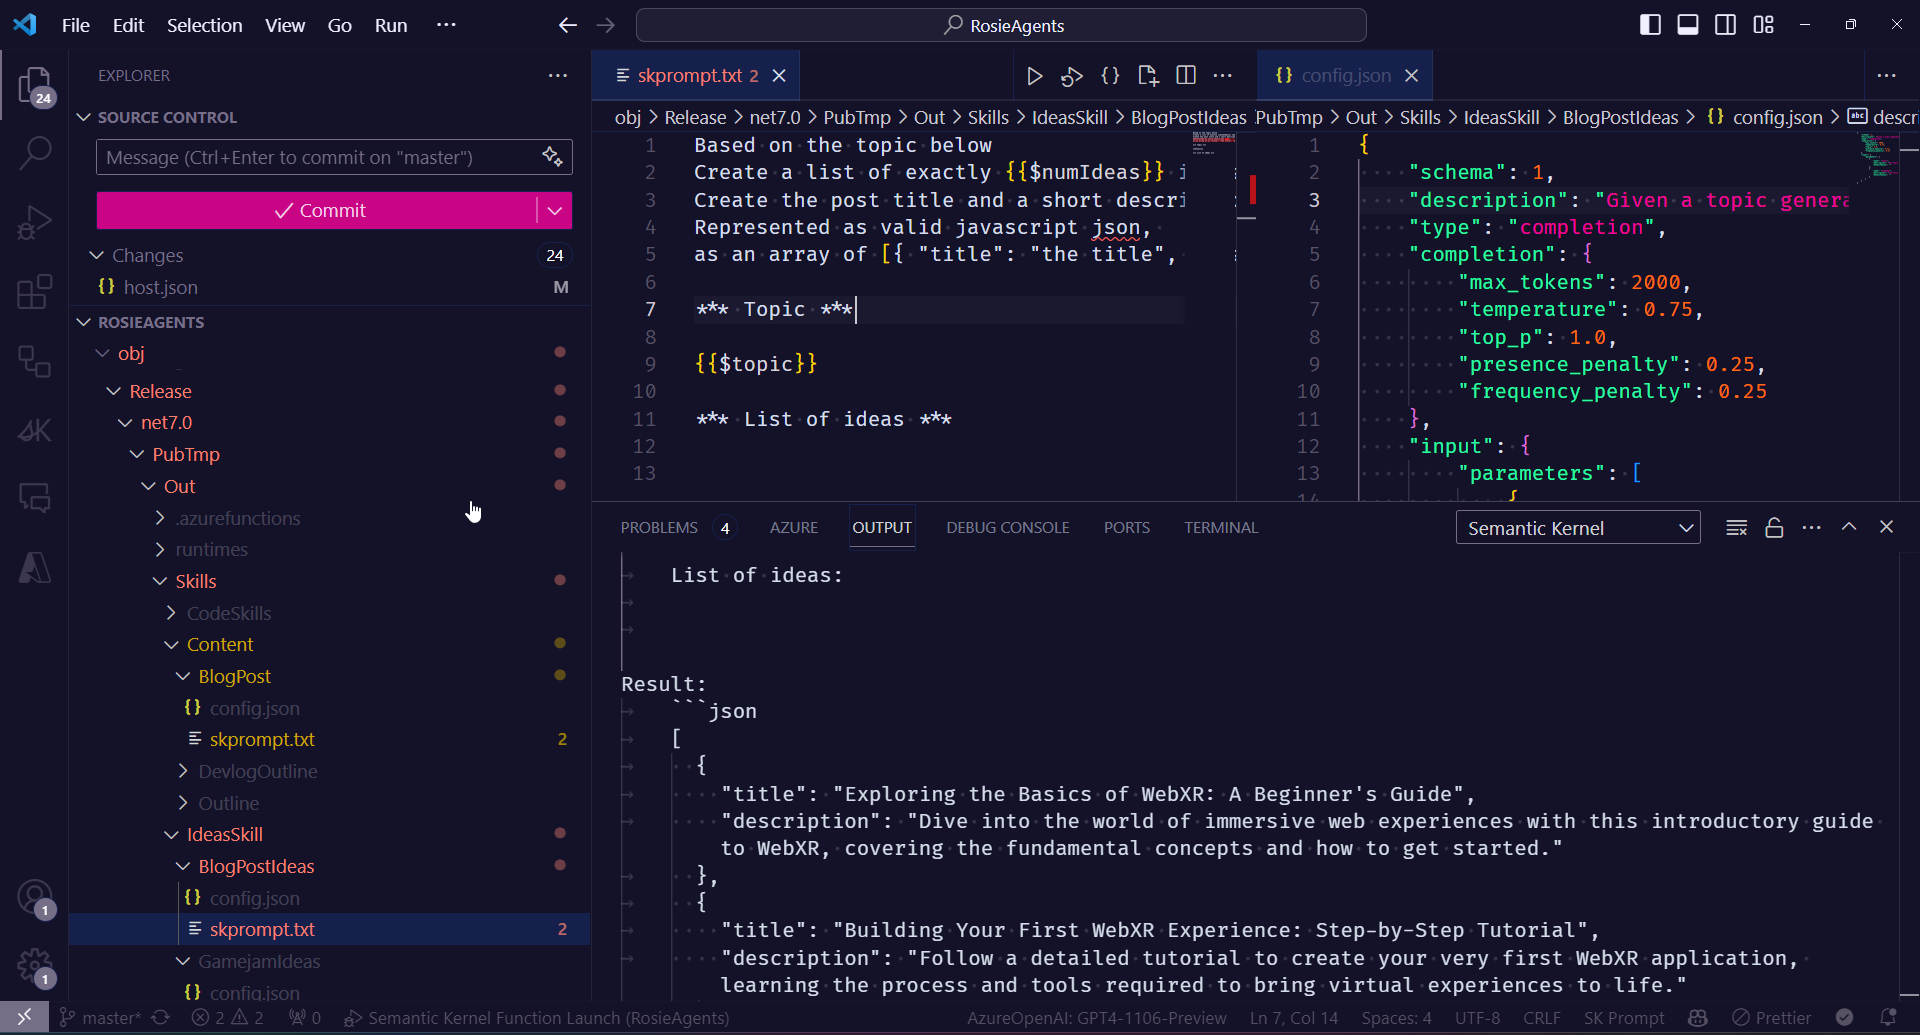 File Edit Selection View Go Run ···
RosieAgents
EXPLORER
24
SOURCE CONTROL
Message (Ctrl+Enter to commit on "master")
Commit
Changes 24
{} host.json M
ROSIEAGENTS
obj
Release
net7.0
PubTmp
Out
.azurefunctions
runtimes
Skills
CodeSkills
Content
BlogPost
{} config.json
skprompt.txt 2
DevlogOutline
Outline
IdeasSkill
BlogPostIdeas
{} config.json
skprompt.txt 2
GamejamIdeas
{} config.json
1
1
skprompt.txt 2
obj > Release > net7.0 > PubTmp > Out > Skills > IdeasSkill > BlogPostIdeas
1 Based on the topic below
2 Create a list of exactly {{$numIdeas}} i
3 Create the post title and a short descri
4 Represented as valid javascript json,
5 as an array of [{ "title": "the title",
6
7 *** Topic ***
8
9 {{$topic}}
10
11 *** List of ideas ***
12
13
{} config.json
PubTmp > Out > Skills > IdeasSkill > BlogPostIdeas > {} config.json > abc descri
1 {
2 "schema": 1,
3 "description": "Given a topic genera
4 "type": "completion",
5 "completion": {
6 "max_tokens": 2000,
7 "temperature": 0.75,
8 "top_p": 1.0,
9 "presence_penalty": 0.25,
10 "frequency_penalty": 0.25
11 },
12 "input": {
13 "parameters": [
14 {
PROBLEMS 4 AZURE OUTPUT DEBUG CONSOLE PORTS TERMINAL
Semantic Kernel
List of ideas:
Result:
```json
[
{
"title": "Exploring the Basics of WebXR: A Beginner's Guide",
"description": "Dive into the world of immersive web experiences with this introductory guide
to WebXR, covering the fundamental concepts and how to get started."
},
{
"title": "Building Your First WebXR Experience: Step-by-Step Tutorial",
"description": "Follow a detailed tutorial to create your very first WebXR application,
learning the process and tools required to bring virtual experiences to life."
master* 2 2 0 Semantic Kernel Function Launch (RosieAgents) AzureOpenAI: GPT4-1106-Preview Ln 7, Col 14 Spaces: 4 UTF-8 CRLF SK Prompt Prettier